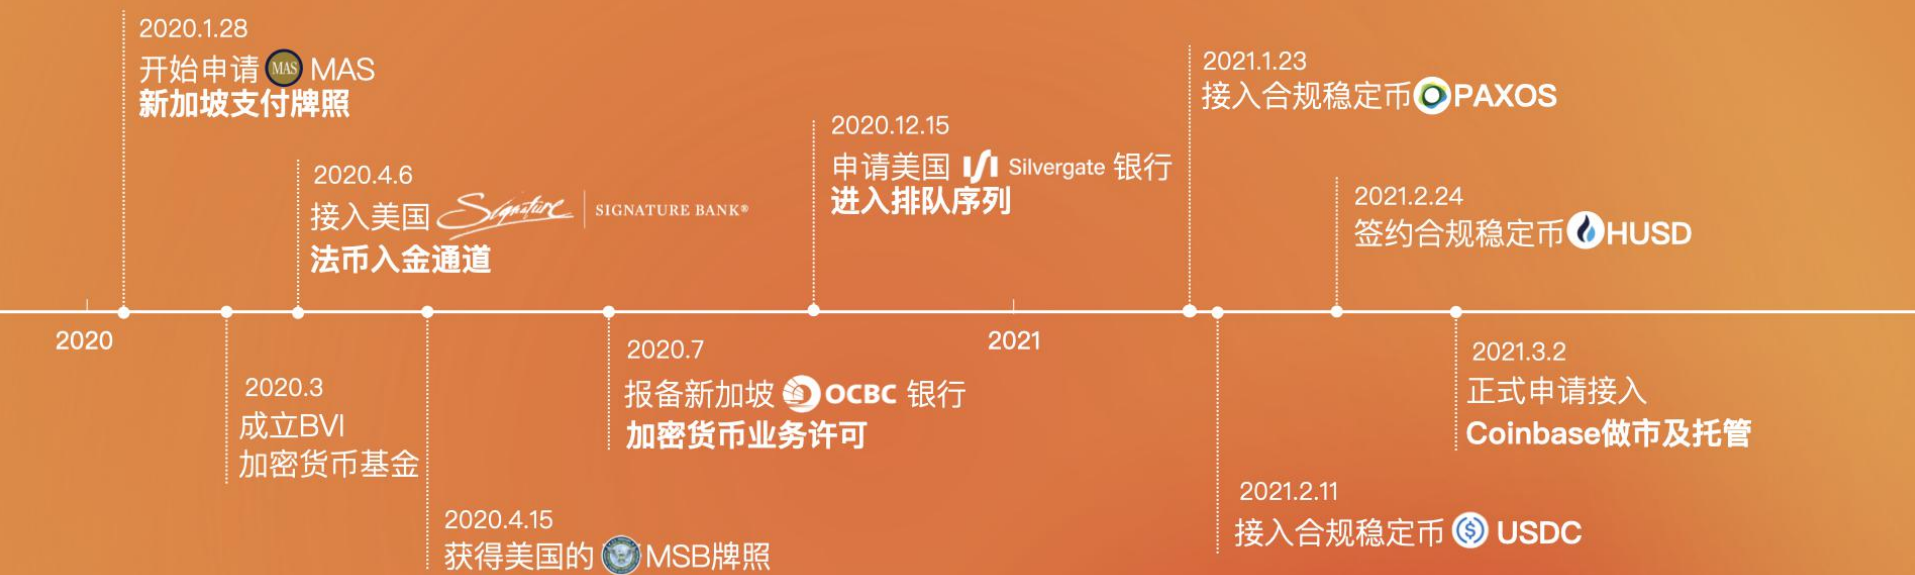 2020.1.28
开始申请 MAS MAS
新加坡支付牌照
2020.4.6
接入美国 Signature SIGNATURE BANK®
法币入金通道
2020.12.15
申请美国 Silvergate 银行
进入排队序列
2021.1.23
接入合规稳定币 PAXOS
2021.2.24
签约合规稳定币 HUSD
2020
2021
2020.3
成立BVI
加密货币基金
2020.4.15
获得美国的 MSB牌照
2020.7
报备新加坡 OCBC 银行
加密货币业务许可
2021.2.11
接入合规稳定币 USDC
2021.3.2
正式申请接入
Coinbase做市及托管